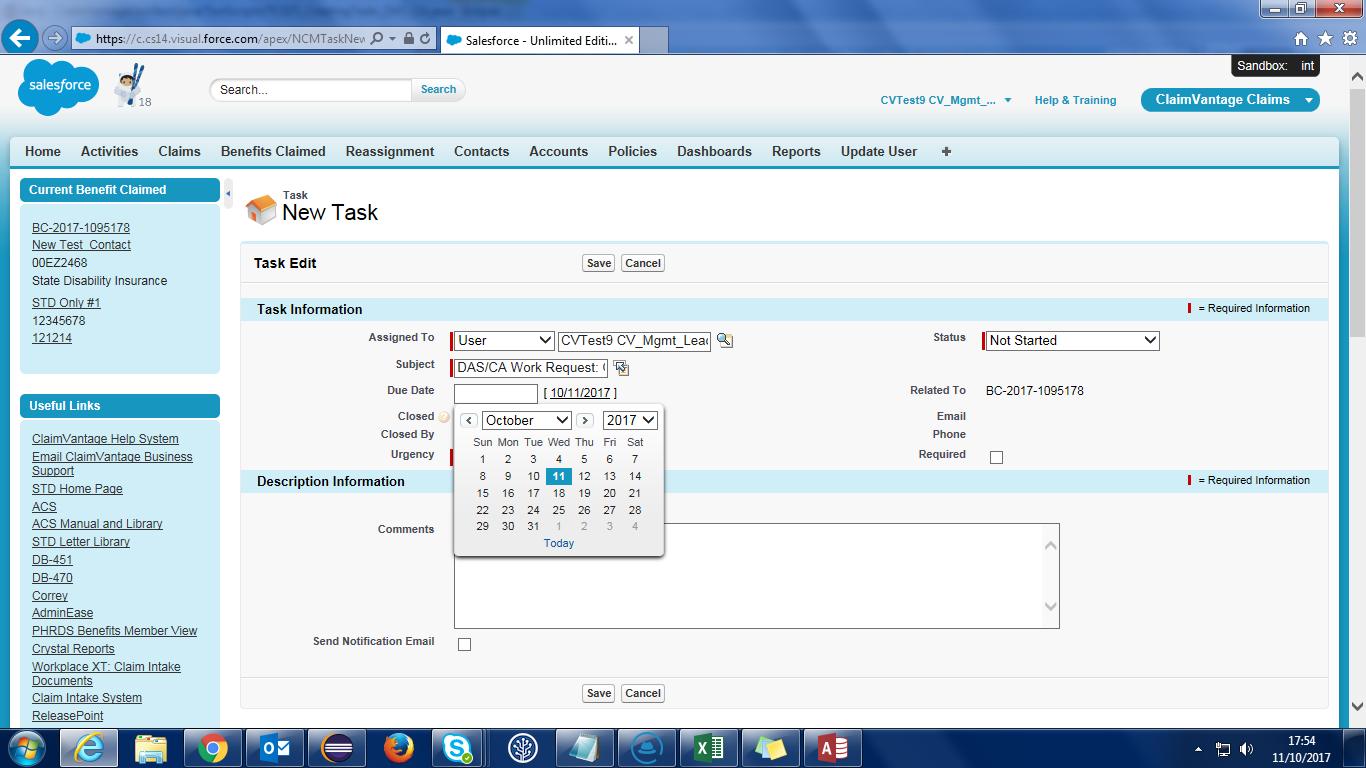 https://c.cs14.visual.force.com/apex/NCMTaskNew
Salesforce - Unlimited Editi...
Sandbox: int
salesforce
18
Search...
Search
CVTest9 CV_Mgmt_...
Help & Training
ClaimVantage Claims
Home Activities Claims Benefits Claimed Reassignment Contacts Accounts Policies Dashboards Reports Update User +
Current Benefit Claimed
BC-2017-1095178
New Test_Contact
00EZ2468
State Disability Insurance
STD Only #1
12345678
121214
Useful Links
ClaimVantage Help System
Email ClaimVantage Business
Support
STD Home Page
ACS
ACS Manual and Library
STD Letter Library
DB-451
DB-470
Correy
AdminEase
PHRDS Benefits Member View
Crystal Reports
Workplace XT: Claim Intake
Documents
Claim Intake System
ReleasePoint
Task
New Task
Task Edit
Save Cancel
Task Information
= Required Information
Assigned To User CVTest9 CV_Mgmt_Lead
Status Not Started
Subject DAS/CA Work Request:
Due Date [ 10/11/2017 ]
Related To BC-2017-1095178
Closed
Email
Closed By
Phone
Urgency
Required
October 2017
Sun Mon Tue Wed Thu Fri Sat
1 2 3 4 5 6 7
8 9 10 11 12 13 14
15 16 17 18 19 20 21
22 23 24 25 26 27 28
29 30 31 1 2 3 4
Today
Description Information
= Required Information
Comments
Send Notification Email
Save Cancel
17:54
11/10/2017